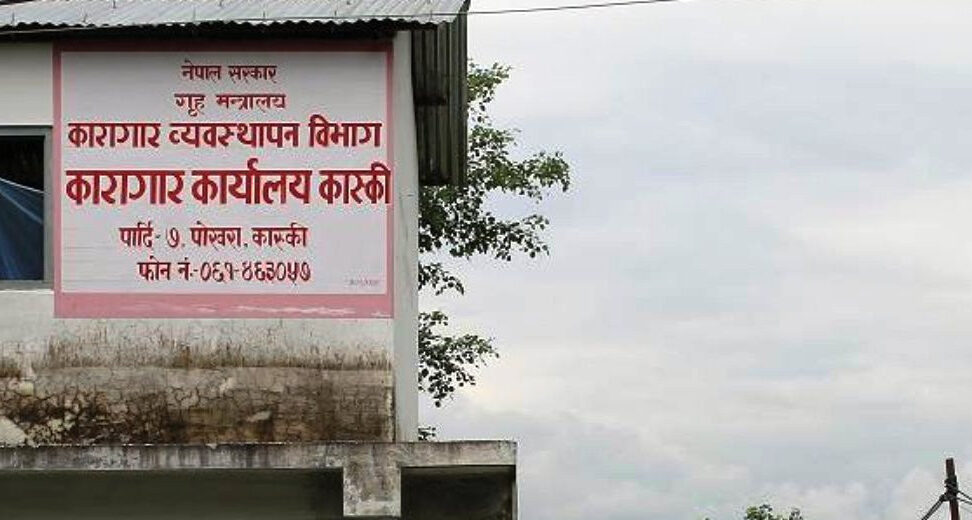 नेपाल सरकार
गृह मन्त्रालय
कारागार व्यवस्थापन विभाग
कारागार कार्यालय कास्की
पार्दि- ७, पोखरा, कास्की
फोन नं.-०६१-४६३०५७